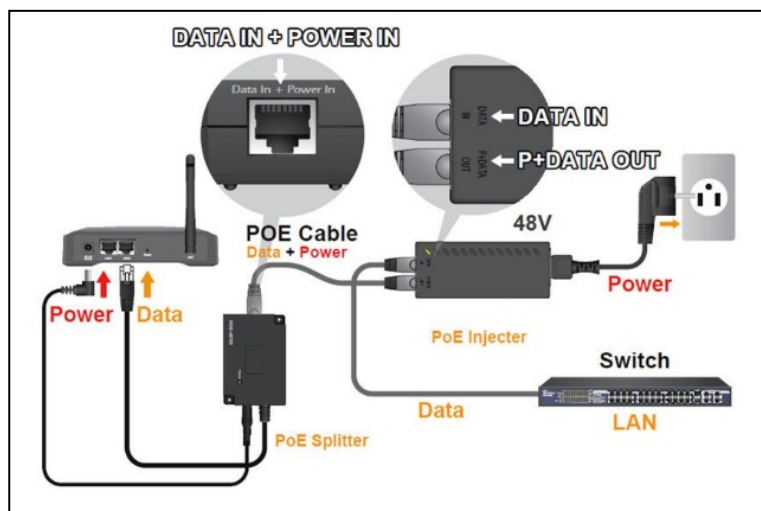 DATA IN + POWER IN
Data In + Power In
DATA IN
DATA IN
P+DATA OUT
P+DATA OUT
48V
POE Cable
Data + Power
Power
Power
Data
PoE Injecter
Switch
Data
LAN
PoE Splitter